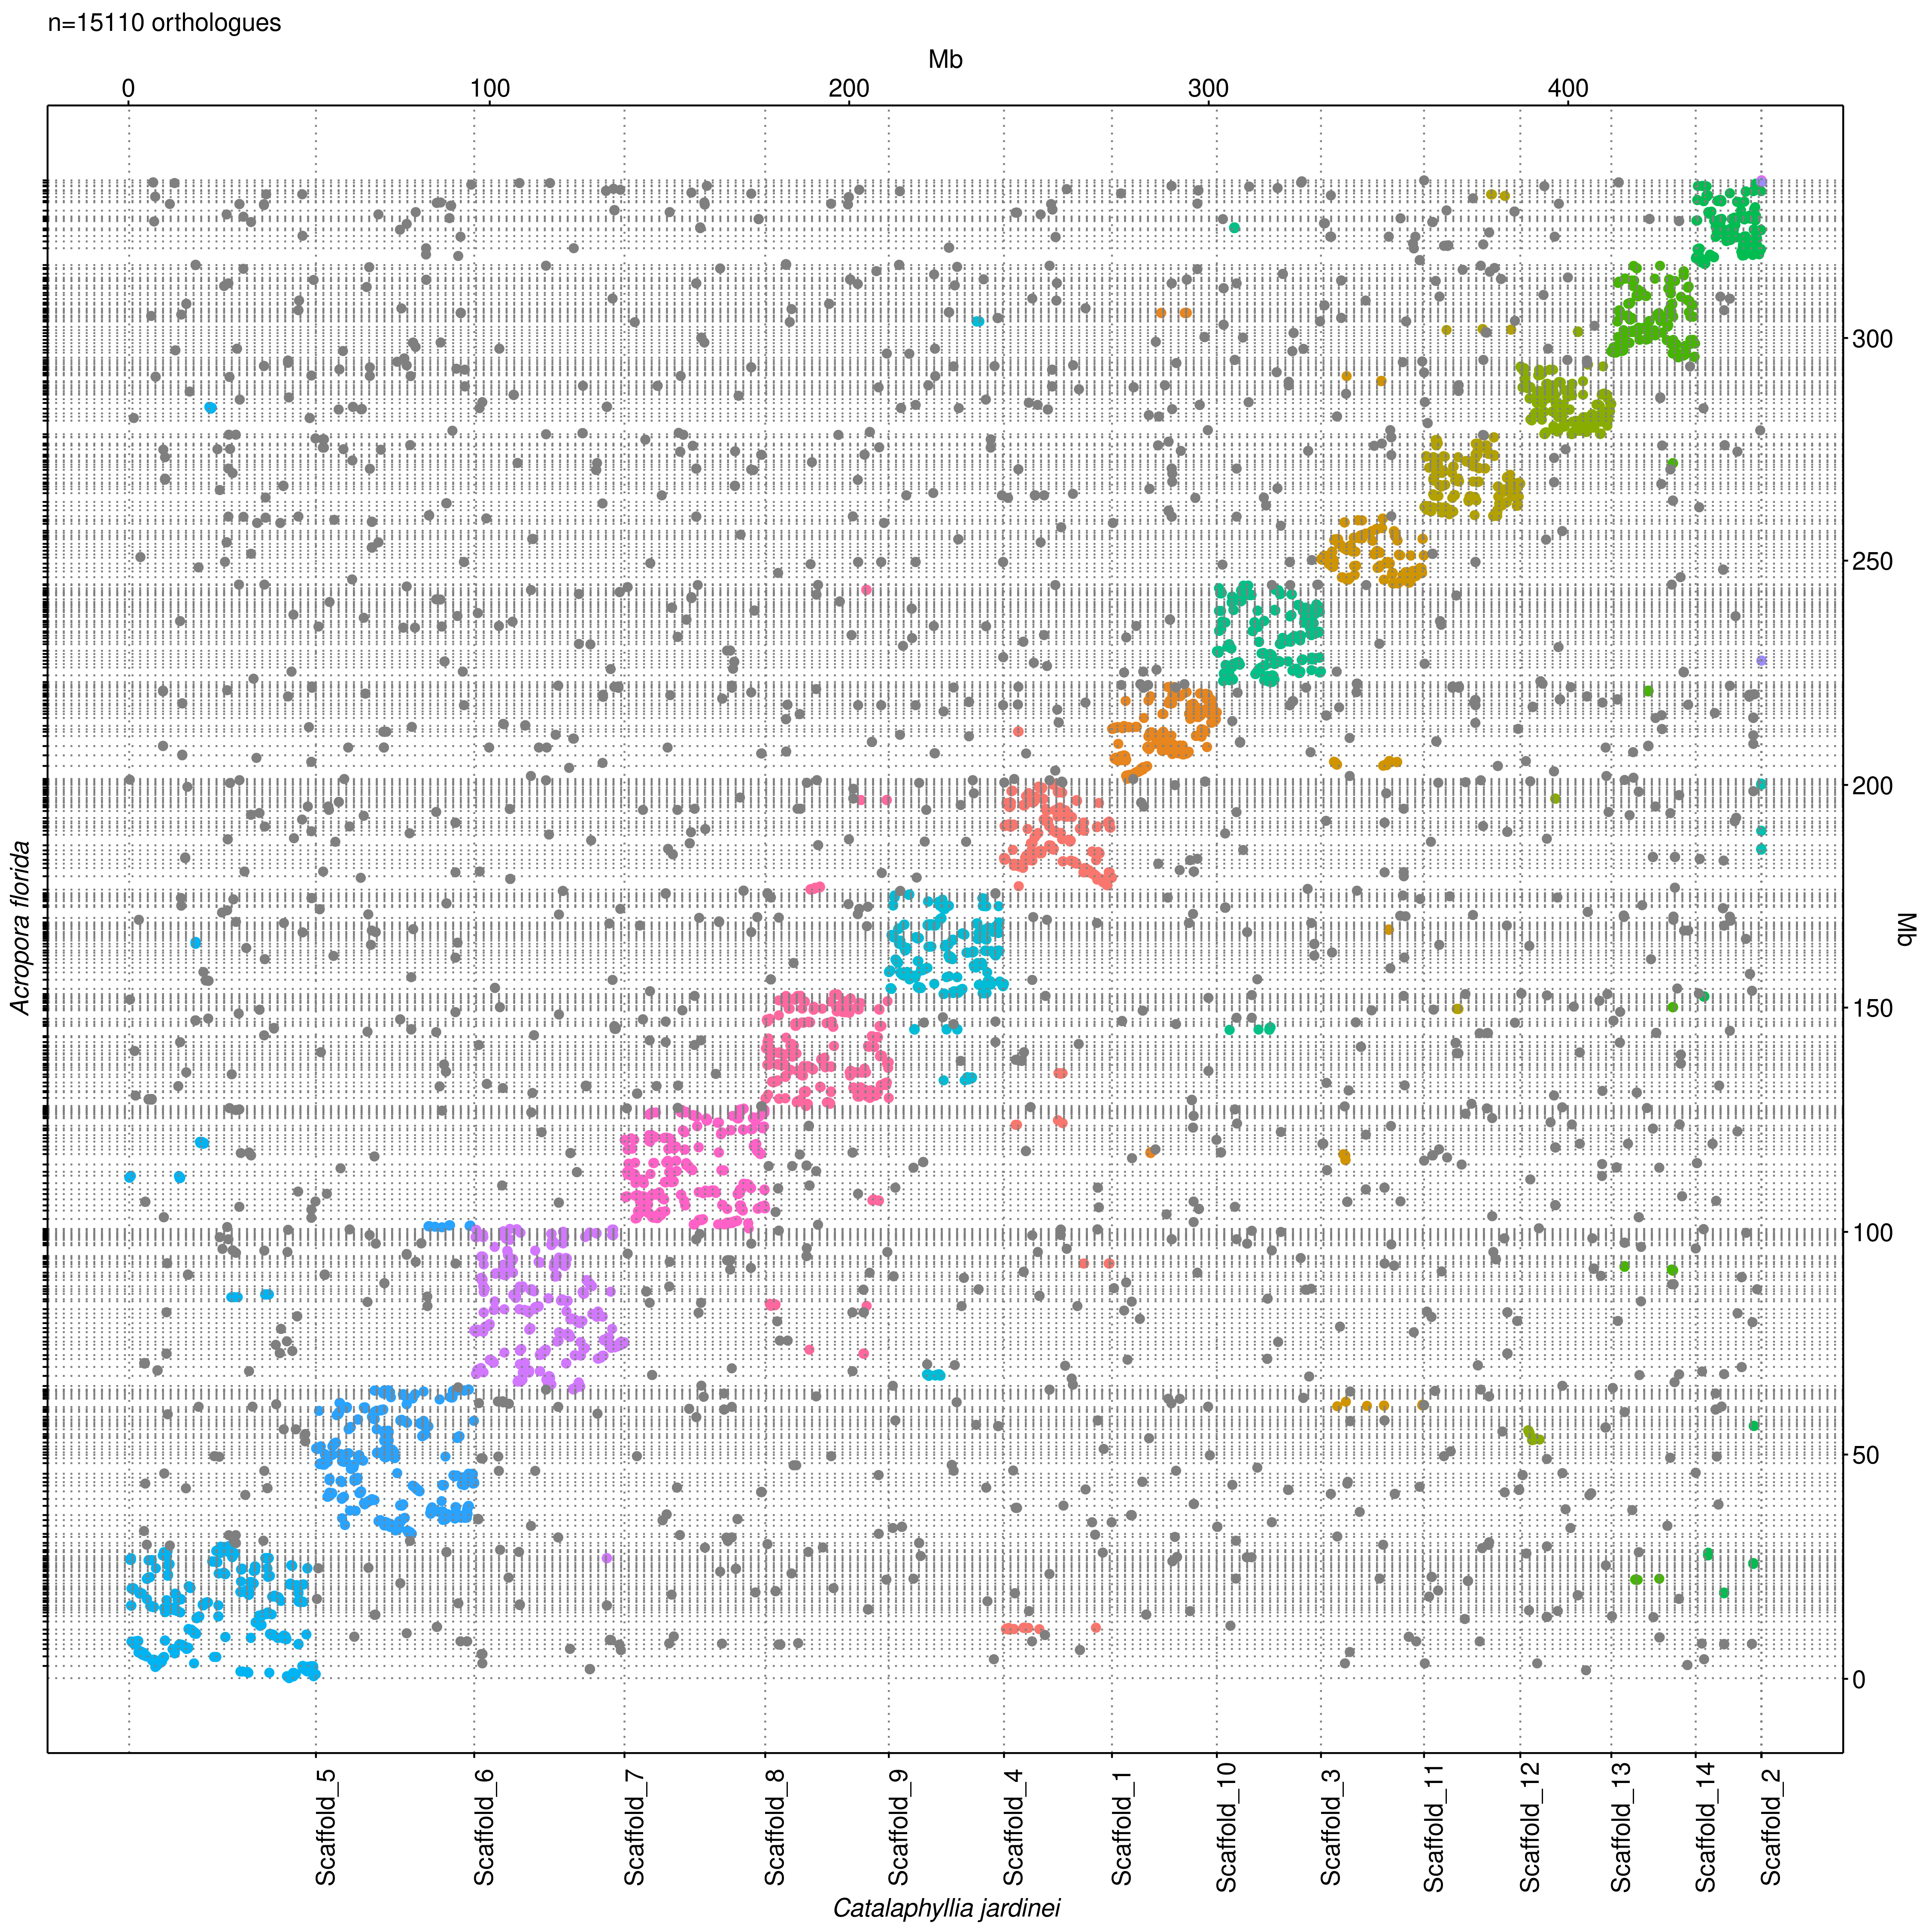 n=15110 orthologues
Mb
0 100 200 300 400
300
250
200
150
100
50
0
Mb
Acropora florida
Scaffold_5 Scaffold_6 Scaffold_7 Scaffold_8 Scaffold_9 Scaffold_4 Scaffold_1 Scaffold_10 Scaffold_3 Scaffold_11 Scaffold_12 Scaffold_13 Scaffold_14 Scaffold_2
Catalaphyllia jardinei